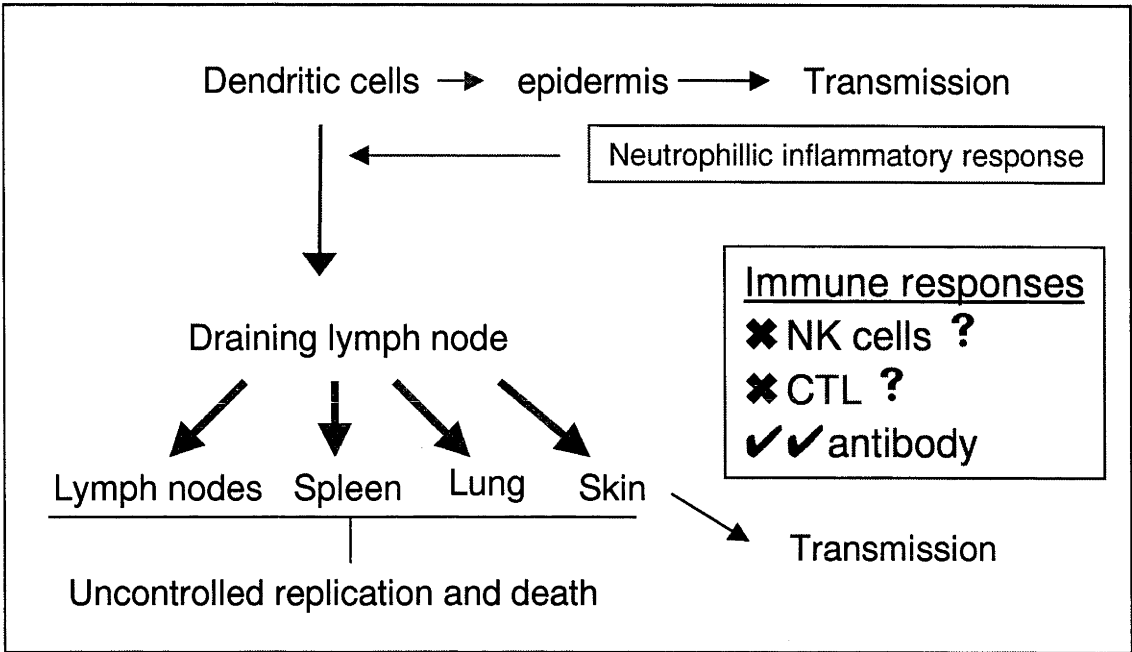 Dendritic cells epidermis Transmission
Neutrophillic inflammatory response
Immune responses
✖ NK cells ?
✖ CTL ?
✔✔ antibody
Draining lymph node
Lymph nodes Spleen Lung Skin
Transmission
Uncontrolled replication and death